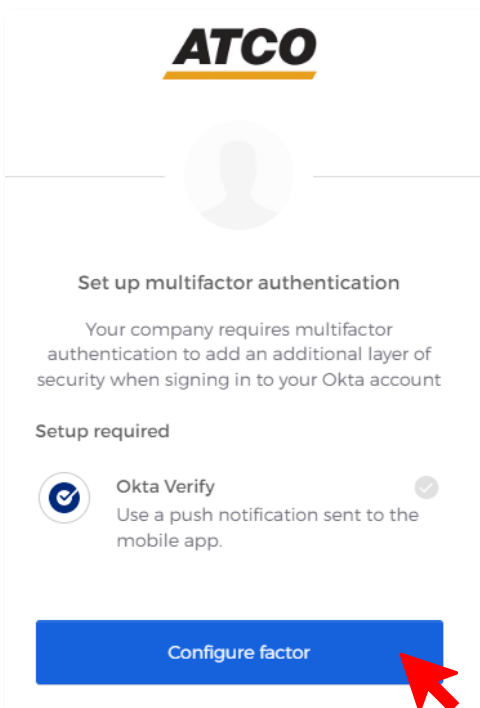 ATCO
Set up multifactor authentication
Your company requires multifactor
authentication to add an additional layer of
security when signing in to your Okta account
Setup required
Okta Verify
Use a push notification sent to the
mobile app.
Configure factor